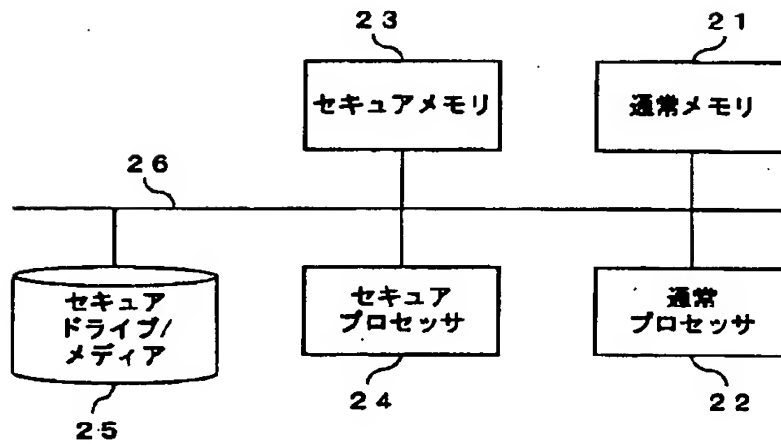 23
21
セキュアメモリ
通常メモリ
26
セキュア
ドライブ/
メディア
セキュア
プロセッサ
通常
プロセッサ
25
24
22